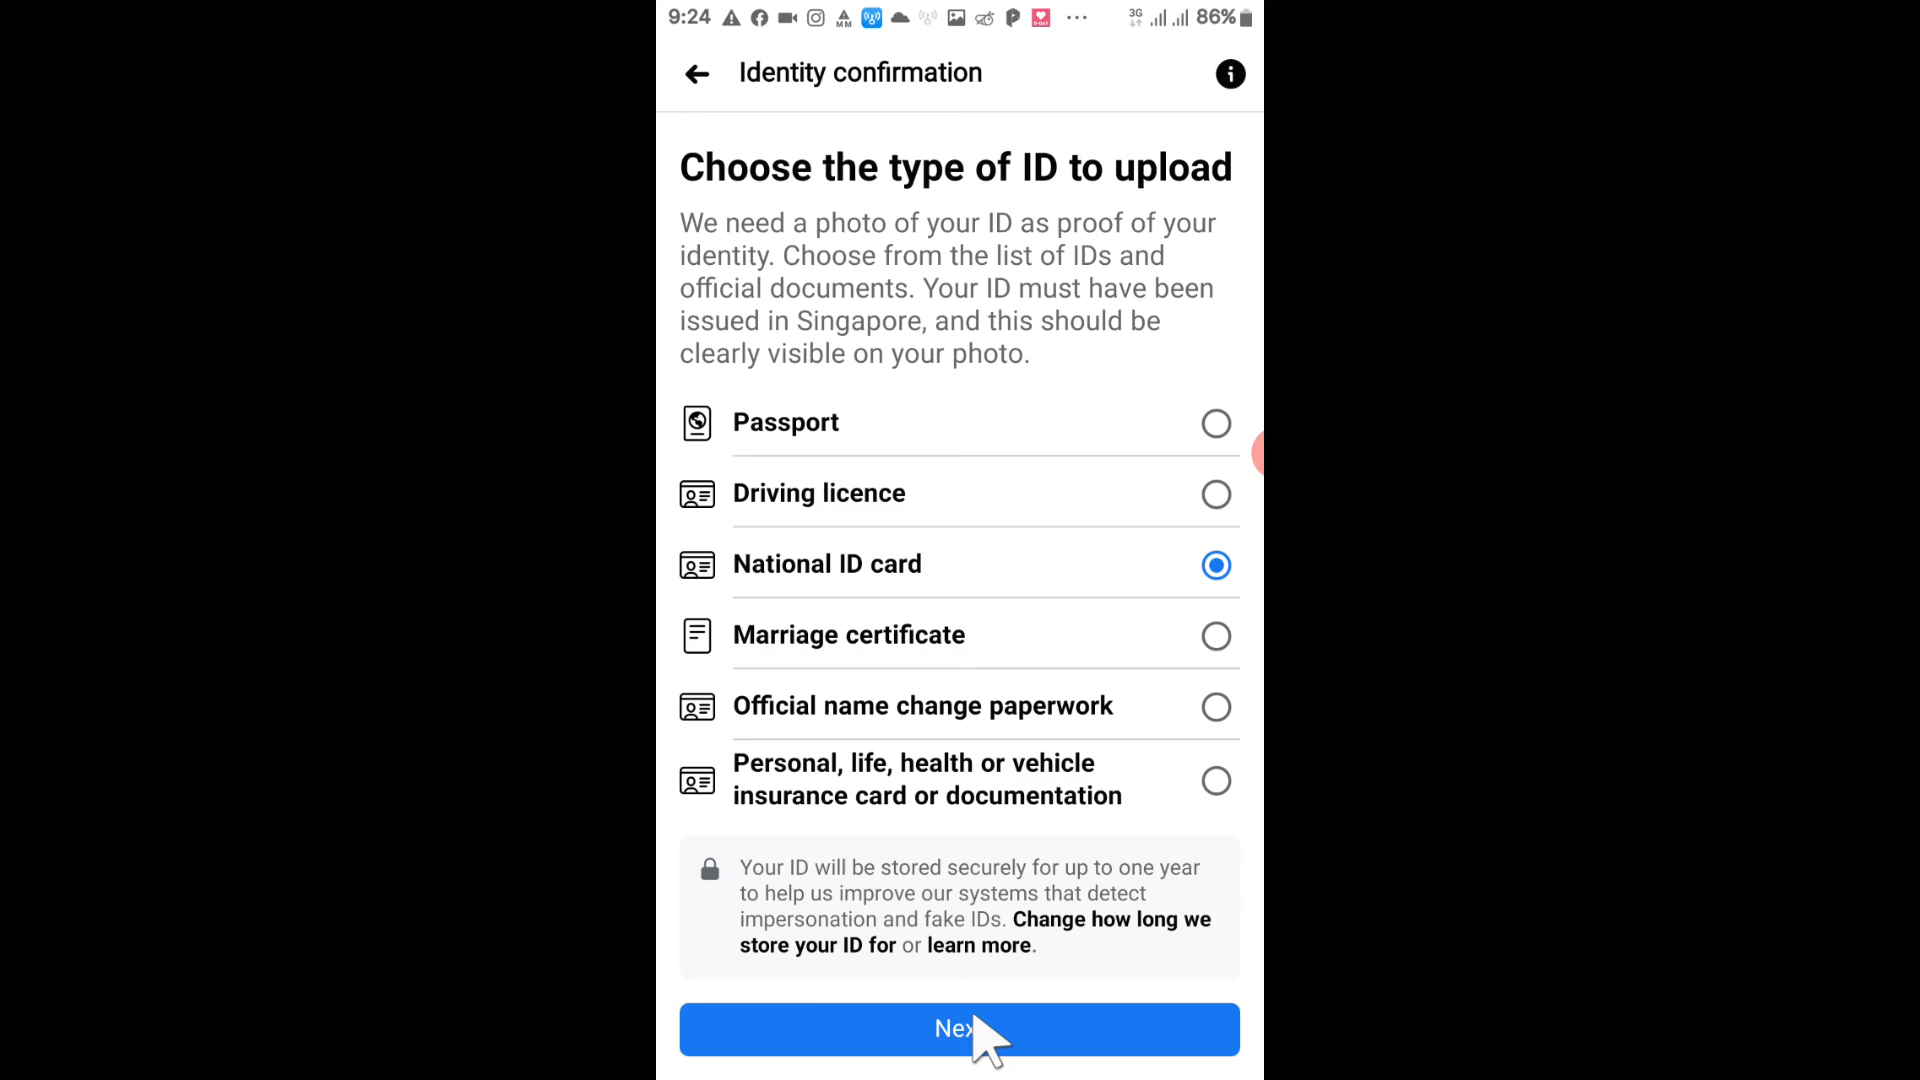 9:24
3G
86%
Identity confirmation
Choose the type of ID to upload
We need a photo of your ID as proof of your
identity. Choose from the list of IDs and
official documents. Your ID must have been
issued in Singapore, and this should be
clearly visible on your photo.
Passport
Driving licence
National ID card
Marriage certificate
Official name change paperwork
Personal, life, health or vehicle
insurance card or documentation
Your ID will be stored securely for up to one year
to help us improve our systems that detect
impersonation and fake IDs. Change how long we
store your ID for or learn more.